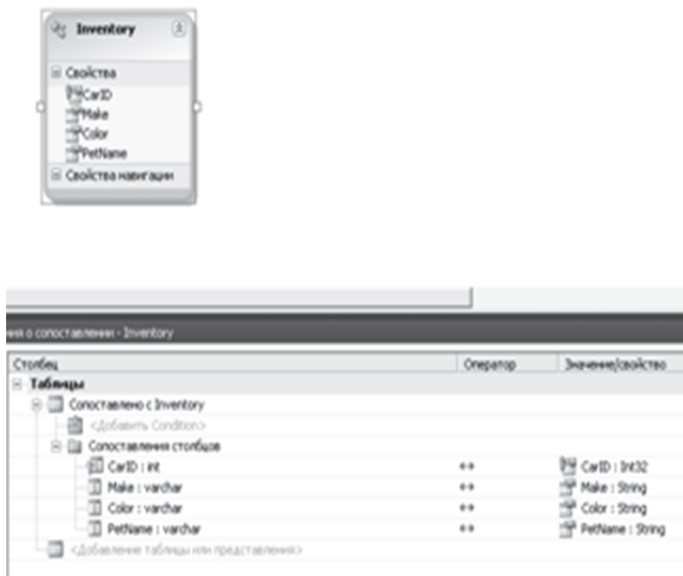 Inventory
Свойства
CarID
Make
Color
PetName
Свойства навигации
ния о сопоставлении - Inventory
Столбец Оператор Значение/свойство
Таблицы
Сопоставлено с Inventory
<Добавить Condition>
Сопоставления столбцов
CarID : int ↔ CarID : Int32
Make : varchar ↔ Make : String
Color : varchar ↔ Color : String
PetName : varchar ↔ PetName : String
<Добавление таблицы или представления>